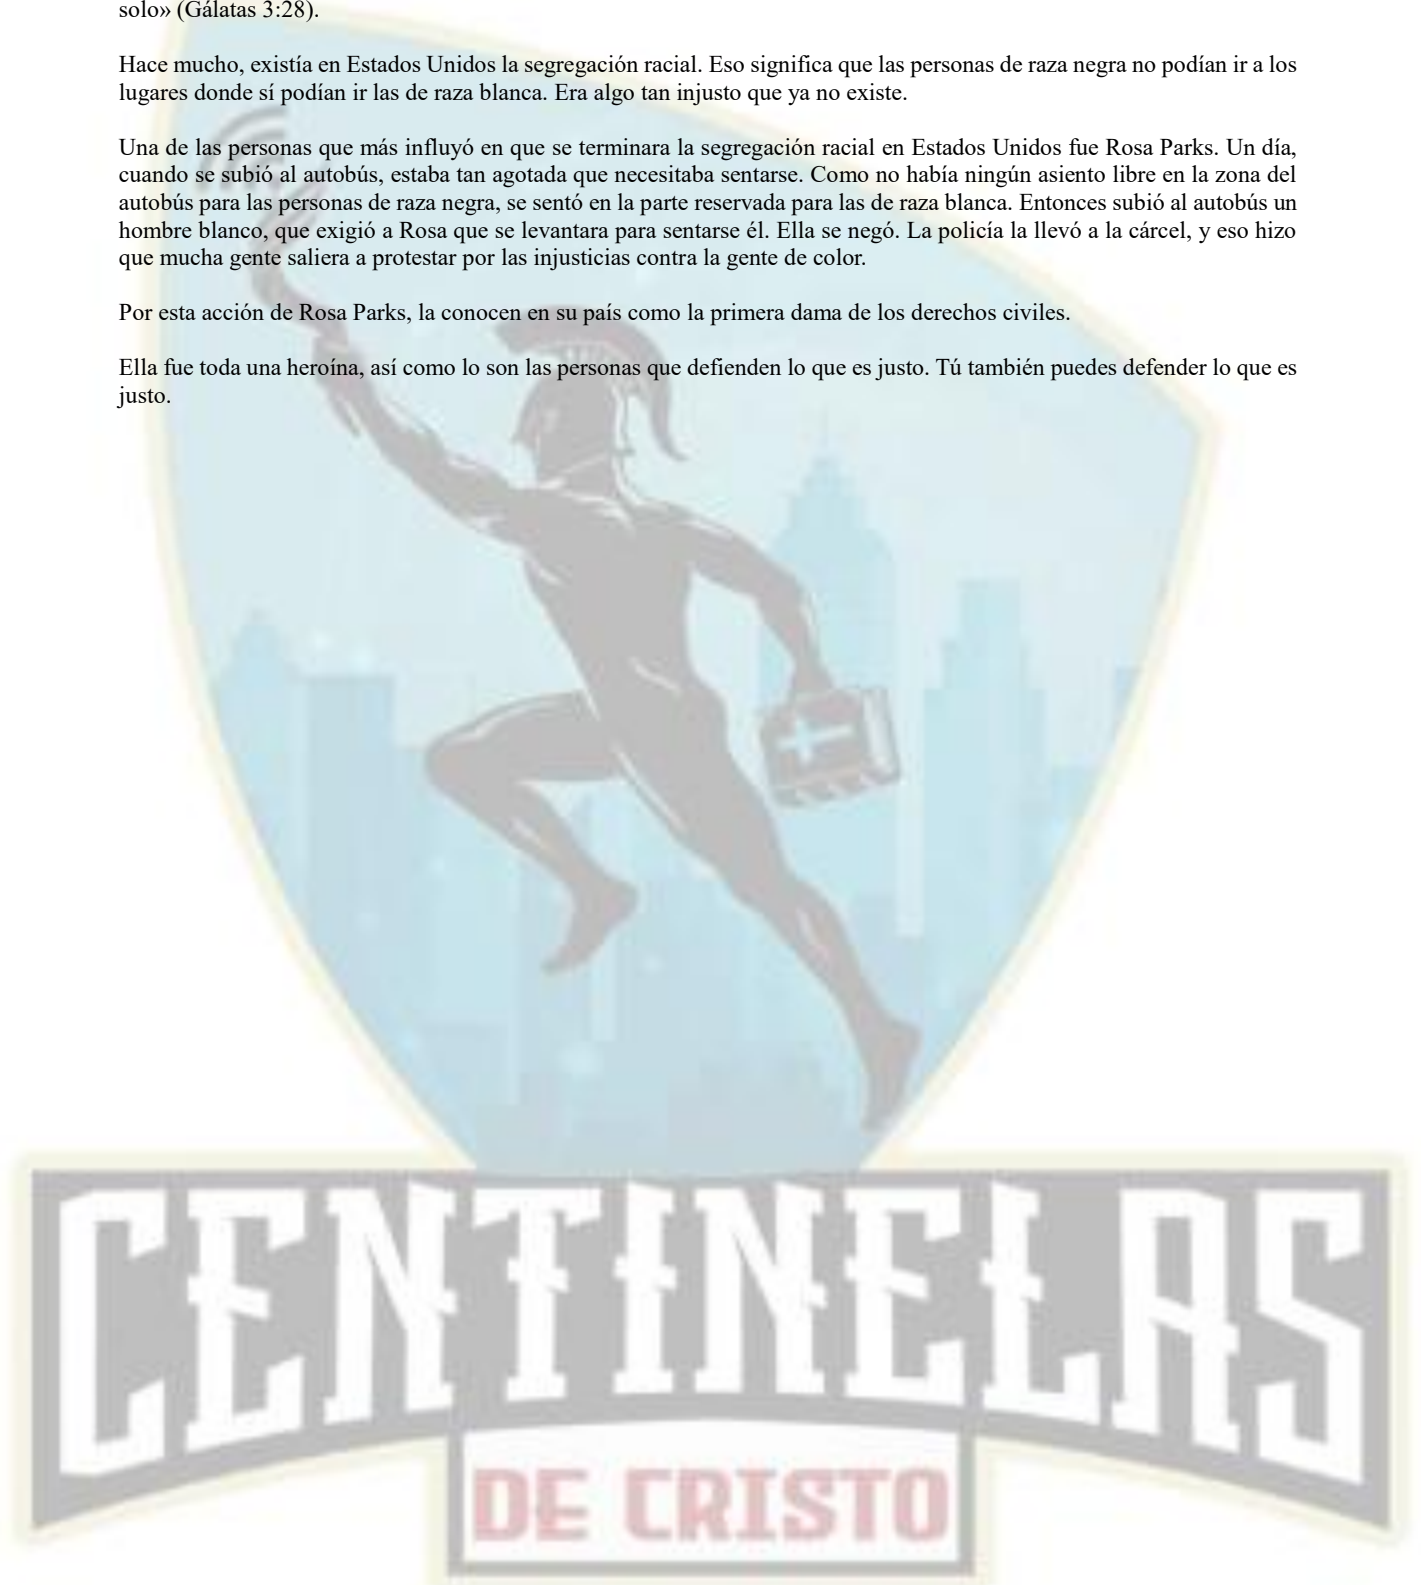 solo» (Gálatas 3:28).
Hace mucho, existía en Estados Unidos la segregación racial. Eso significa que las personas de raza negra no podían ir a los
lugares donde sí podían ir las de raza blanca. Era algo tan injusto que ya no existe.
Una de las personas que más influyó en que se terminara la segregación racial en Estados Unidos fue Rosa Parks. Un día,
cuando se subió al autobús, estaba tan agotada que necesitaba sentarse. Como no había ningún asiento libre en la zona del
autobús para las personas de raza negra, se sentó en la parte reservada para las de raza blanca. Entonces subió al autobús un
hombre blanco, que exigió a Rosa que se levantara para sentarse él. Ella se negó. La policía la llevó a la cárcel, y eso hizo
que mucha gente saliera a protestar por las injusticias contra la gente de color.
Por esta acción de Rosa Parks, la conocen en su país como la primera dama de los derechos civiles.
Ella fue toda una heroína, así como lo son las personas que defienden lo que es justo. Tú también puedes defender lo que es
justo.
CENTINELAS
DE CRISTO